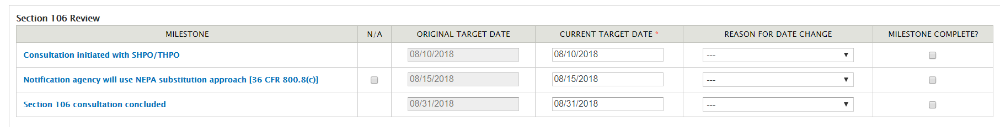 Section 106 Review
MILESTONE N/A ORIGINAL TARGET DATE CURRENT TARGET DATE * REASON FOR DATE CHANGE MILESTONE COMPLETE?
Consultation initiated with SHPO/THPO 08/10/2018 08/10/2018 ---
Notification agency will use NEPA substitution approach [36 CFR 800.8(c)] 08/15/2018 08/15/2018 ---
Section 106 consultation concluded 08/31/2018 08/31/2018 ---